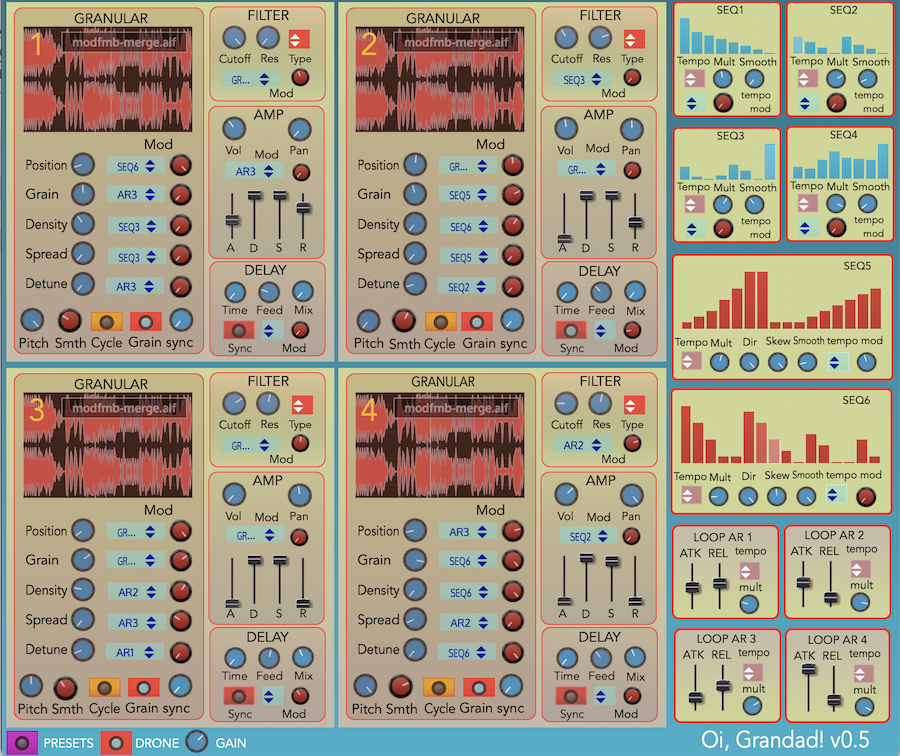 GRANULAR
1
modfmb-merge.aif
Mod
Position SEQ6
Grain AR3
Density SEQ3
Spread SEQ3
Detune AR3
Pitch Smth Cycle Grain sync
FILTER
Cutoff Res Type
GR...
Mod
AMP
Vol Mod Pan
AR3
A D S R
DELAY
Time Feed Mix
Sync Mod
GRANULAR
2
modfmb-merge.aif
Mod
Position GR...
Grain SEQ5
Density SEQ6
Spread SEQ5
Detune SEQ2
Pitch Smth Cycle Grain sync
FILTER
Cutoff Res Type
SEQ3
Mod
AMP
Vol Mod Pan
GR...
A D S R
DELAY
Time Feed Mix
Sync Mod
SEQ1
Tempo Mult Smooth
tempo
mod
SEQ2
Tempo Mult Smooth
tempo
mod
SEQ3
Tempo Mult Smooth
tempo
mod
SEQ4
Tempo Mult Smooth
tempo
mod
SEQ5
Tempo Mult Dir Skew Smooth tempo mod
SEQ6
Tempo Mult Dir Skew Smooth tempo mod
GRANULAR
3
modfmb-merge.aif
Mod
Position GR...
Grain GR...
Density AR2
Spread AR3
Detune AR1
Pitch Smth Cycle Grain sync
FILTER
Cutoff Res Type
GR...
Mod
AMP
Vol Mod Pan
GR...
A D S R
DELAY
Time Feed Mix
Sync Mod
GRANULAR
4
modfmb-merge.aif
Mod
Position AR3
Grain SEQ6
Density SEQ6
Spread AR2
Detune SEQ6
Pitch Smth Cycle Grain sync
FILTER
Cutoff Res Type
AR2
Mod
AMP
Vol Mod Pan
SEQ2
A D S R
DELAY
Time Feed Mix
Sync Mod
LOOP AR 1
ATK REL tempo
mult
LOOP AR 2
ATK REL tempo
mult
LOOP AR 3
ATK REL tempo
mult
LOOP AR 4
ATK REL tempo
mult
PRESETS DRONE GAIN
Oi, Grandad! v0.5